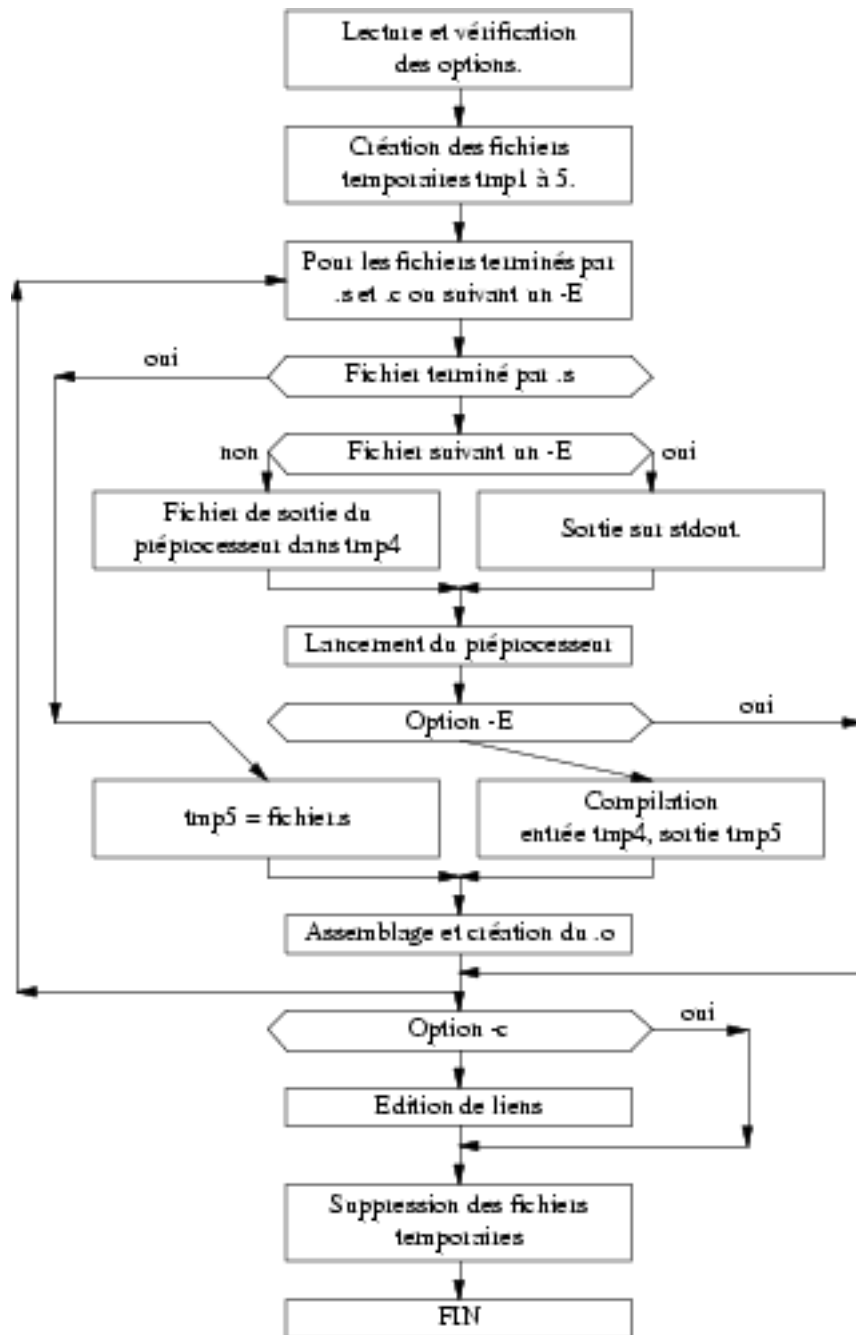 Lecture et vérification
des options.
Création des fichiers
temporaires tmp1 à 5.
Pour les fichiers terminés par
.s et .c ou suivant un -E
oui
Fichier terminé par .s
non
Fichier suivant un -E
oui
Fichier de sortie du
préprocesseur dans tmp4
Sortie sur stdout.
Lancement du préprocesseur
Option -E
oui
tmp5 = fichier.s
Compilation
entrée tmp4, sortie tmp5
Assemblage et création du .o
Option -c
oui
Edition de liens
Suppression des fichiers
temporaires
FIN